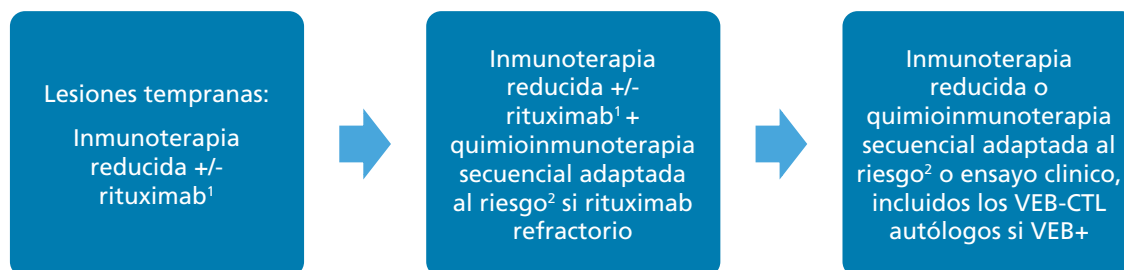 Lesiones tempranas:
Inmunoterapia
reducida +/-
rituximab¹
Inmunoterapia
reducida +/-
rituximab¹ +
quimioinmunoterapia
secuencial adaptada
al riesgo² si rituximab
refractorio
Inmunoterapia
reducida o
quimioinmunoterapia
secuencial adaptada al
riesgo² o ensayo clinico,
incluidos los VEB-CTL
autólogos si VEB+